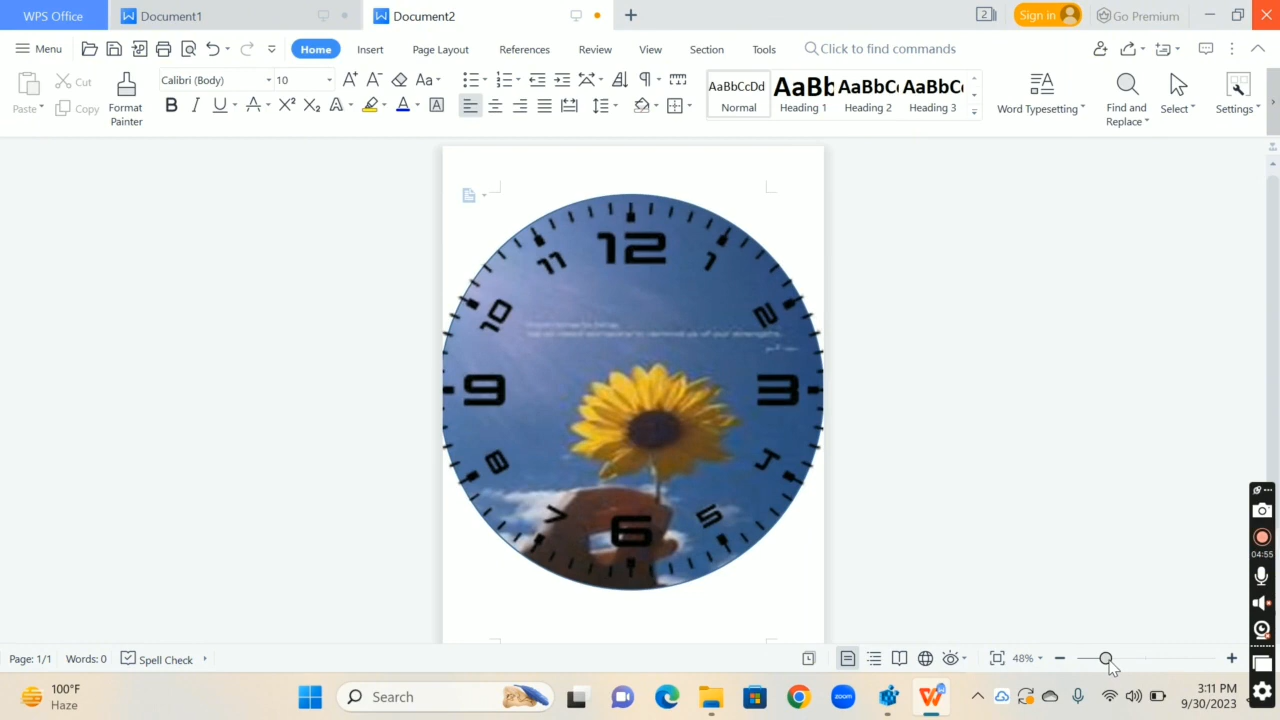 WPS Office
Document1
Document2
2
Sign in
Go Premium
Menu
Home
Insert
Page Layout
References
Review
View
Section
Tools
Click to find commands
Paste
Cut
Copy
Format
Painter
Calibri (Body)
10
AaBbCcDd
Normal
AaBb
Heading 1
AaBbC
Heading 2
AaBbC
Heading 3
Word Typesetting
Find and
Replace
Select
Settings
12
11
1
10
2
9
3
8
4
7
5
6
04:55
Page: 1/1
Words: 0
Spell Check
48%
100°F
Haze
Search
zoom
3:11 PM
9/30/2023